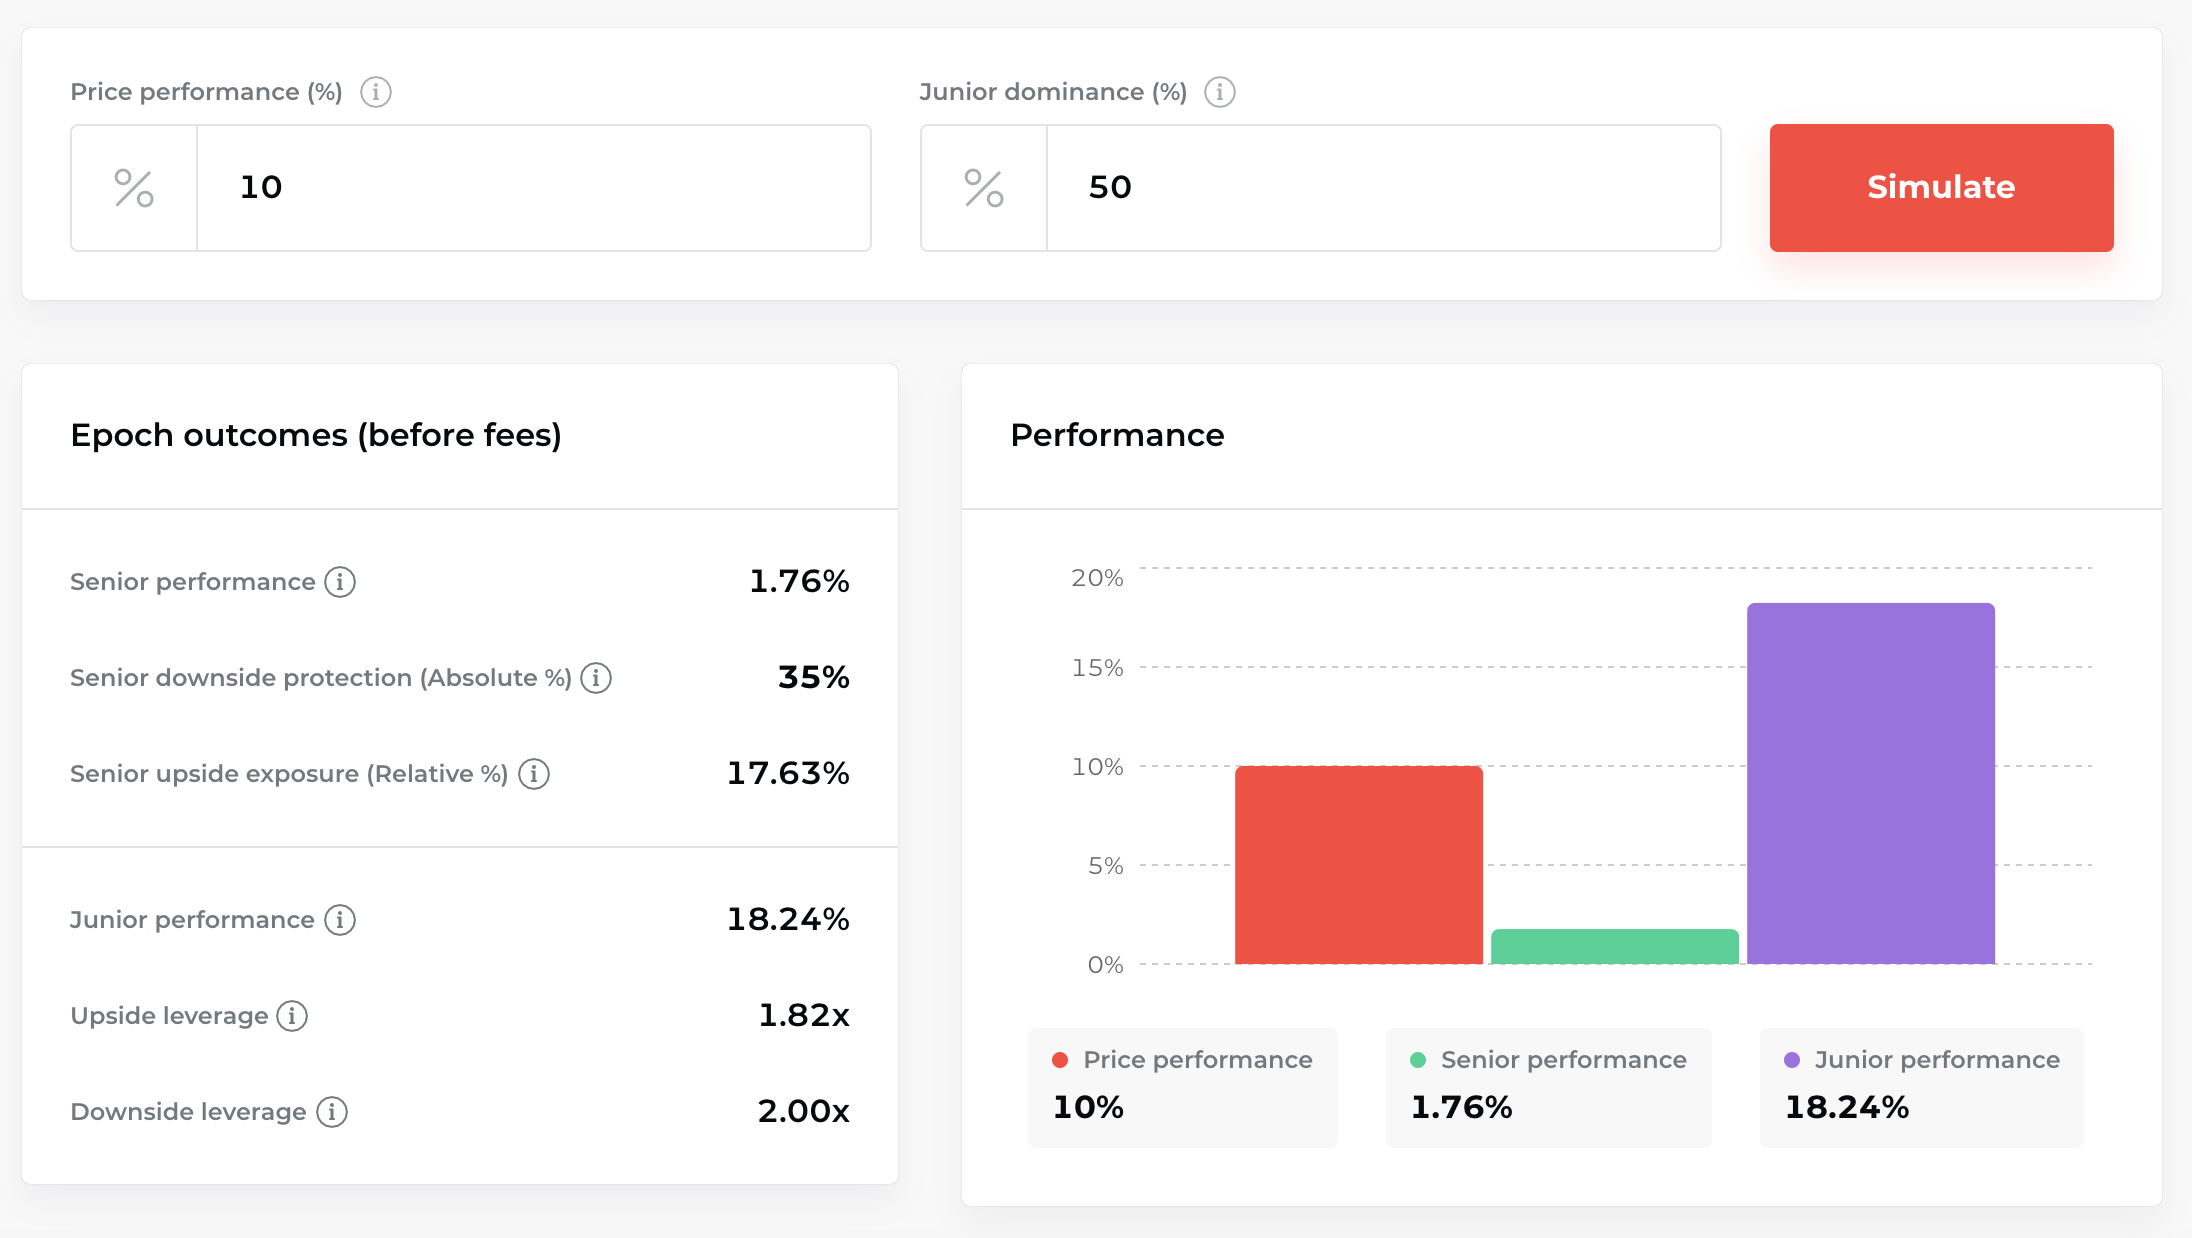 Price performance (%)
Junior dominance (%)
%
10
%
50
Simulate
Epoch outcomes (before fees)
Senior performance
1.76%
Senior downside protection (Absolute %)
35%
Senior upside exposure (Relative %)
17.63%
Junior performance
18.24%
Upside leverage
1.82x
Downside leverage
2.00x
Performance
20%
15%
10%
5%
0%
Price performance
10%
Senior performance
1.76%
Junior performance
18.24%